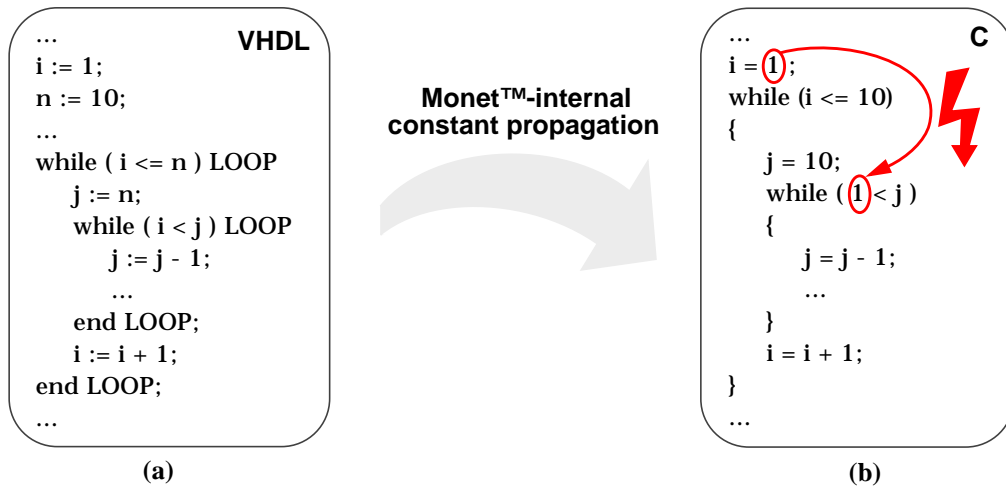 VHDL
...
i := 1;
n := 10;
...
while ( i <= n ) LOOP
j := n;
while ( i < j ) LOOP
j := j - 1;
...
end LOOP;
i := i + 1;
end LOOP;
...
(a)
Monet™-internal
constant propagation
C
...
i = 1 ;
while (i <= 10)
{
j = 10;
while ( 1 < j )
{
j = j - 1;
...
}
i = i + 1;
}
...
(b)